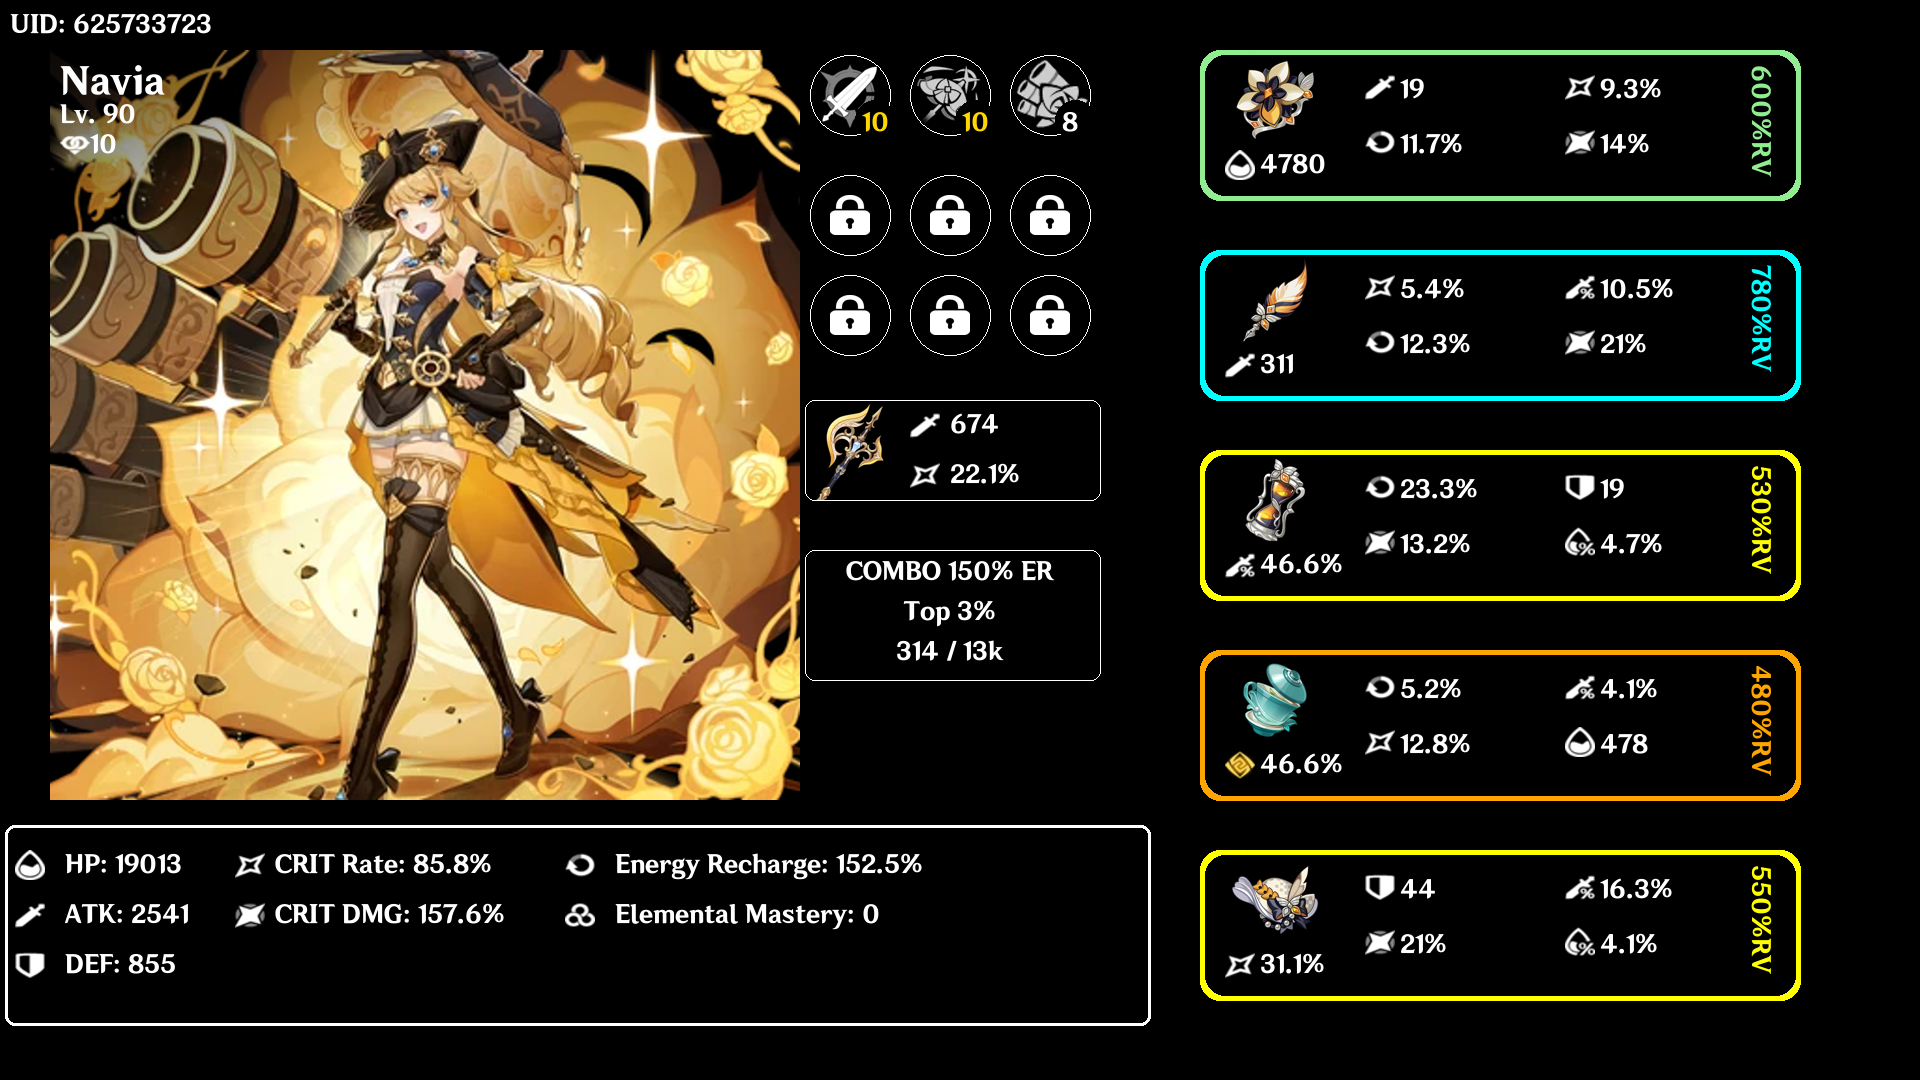 UID: 625733723
Navia
Lv. 90
10
10
10
8
674
22.1%
COMBO 150% ER
Top 3%
314 / 13k
HP: 19013
CRIT Rate: 85.8%
Energy Recharge: 152.5%
ATK: 2541
CRIT DMG: 157.6%
Elemental Mastery: 0
DEF: 855
19
9.3%
11.7%
14%
4780
600%RV
5.4%
10.5%
12.3%
21%
311
780%RV
23.3%
19
13.2%
4.7%
46.6%
530%RV
5.2%
4.1%
12.8%
478
46.6%
480%RV
44
16.3%
21%
4.1%
31.1%
550%RV